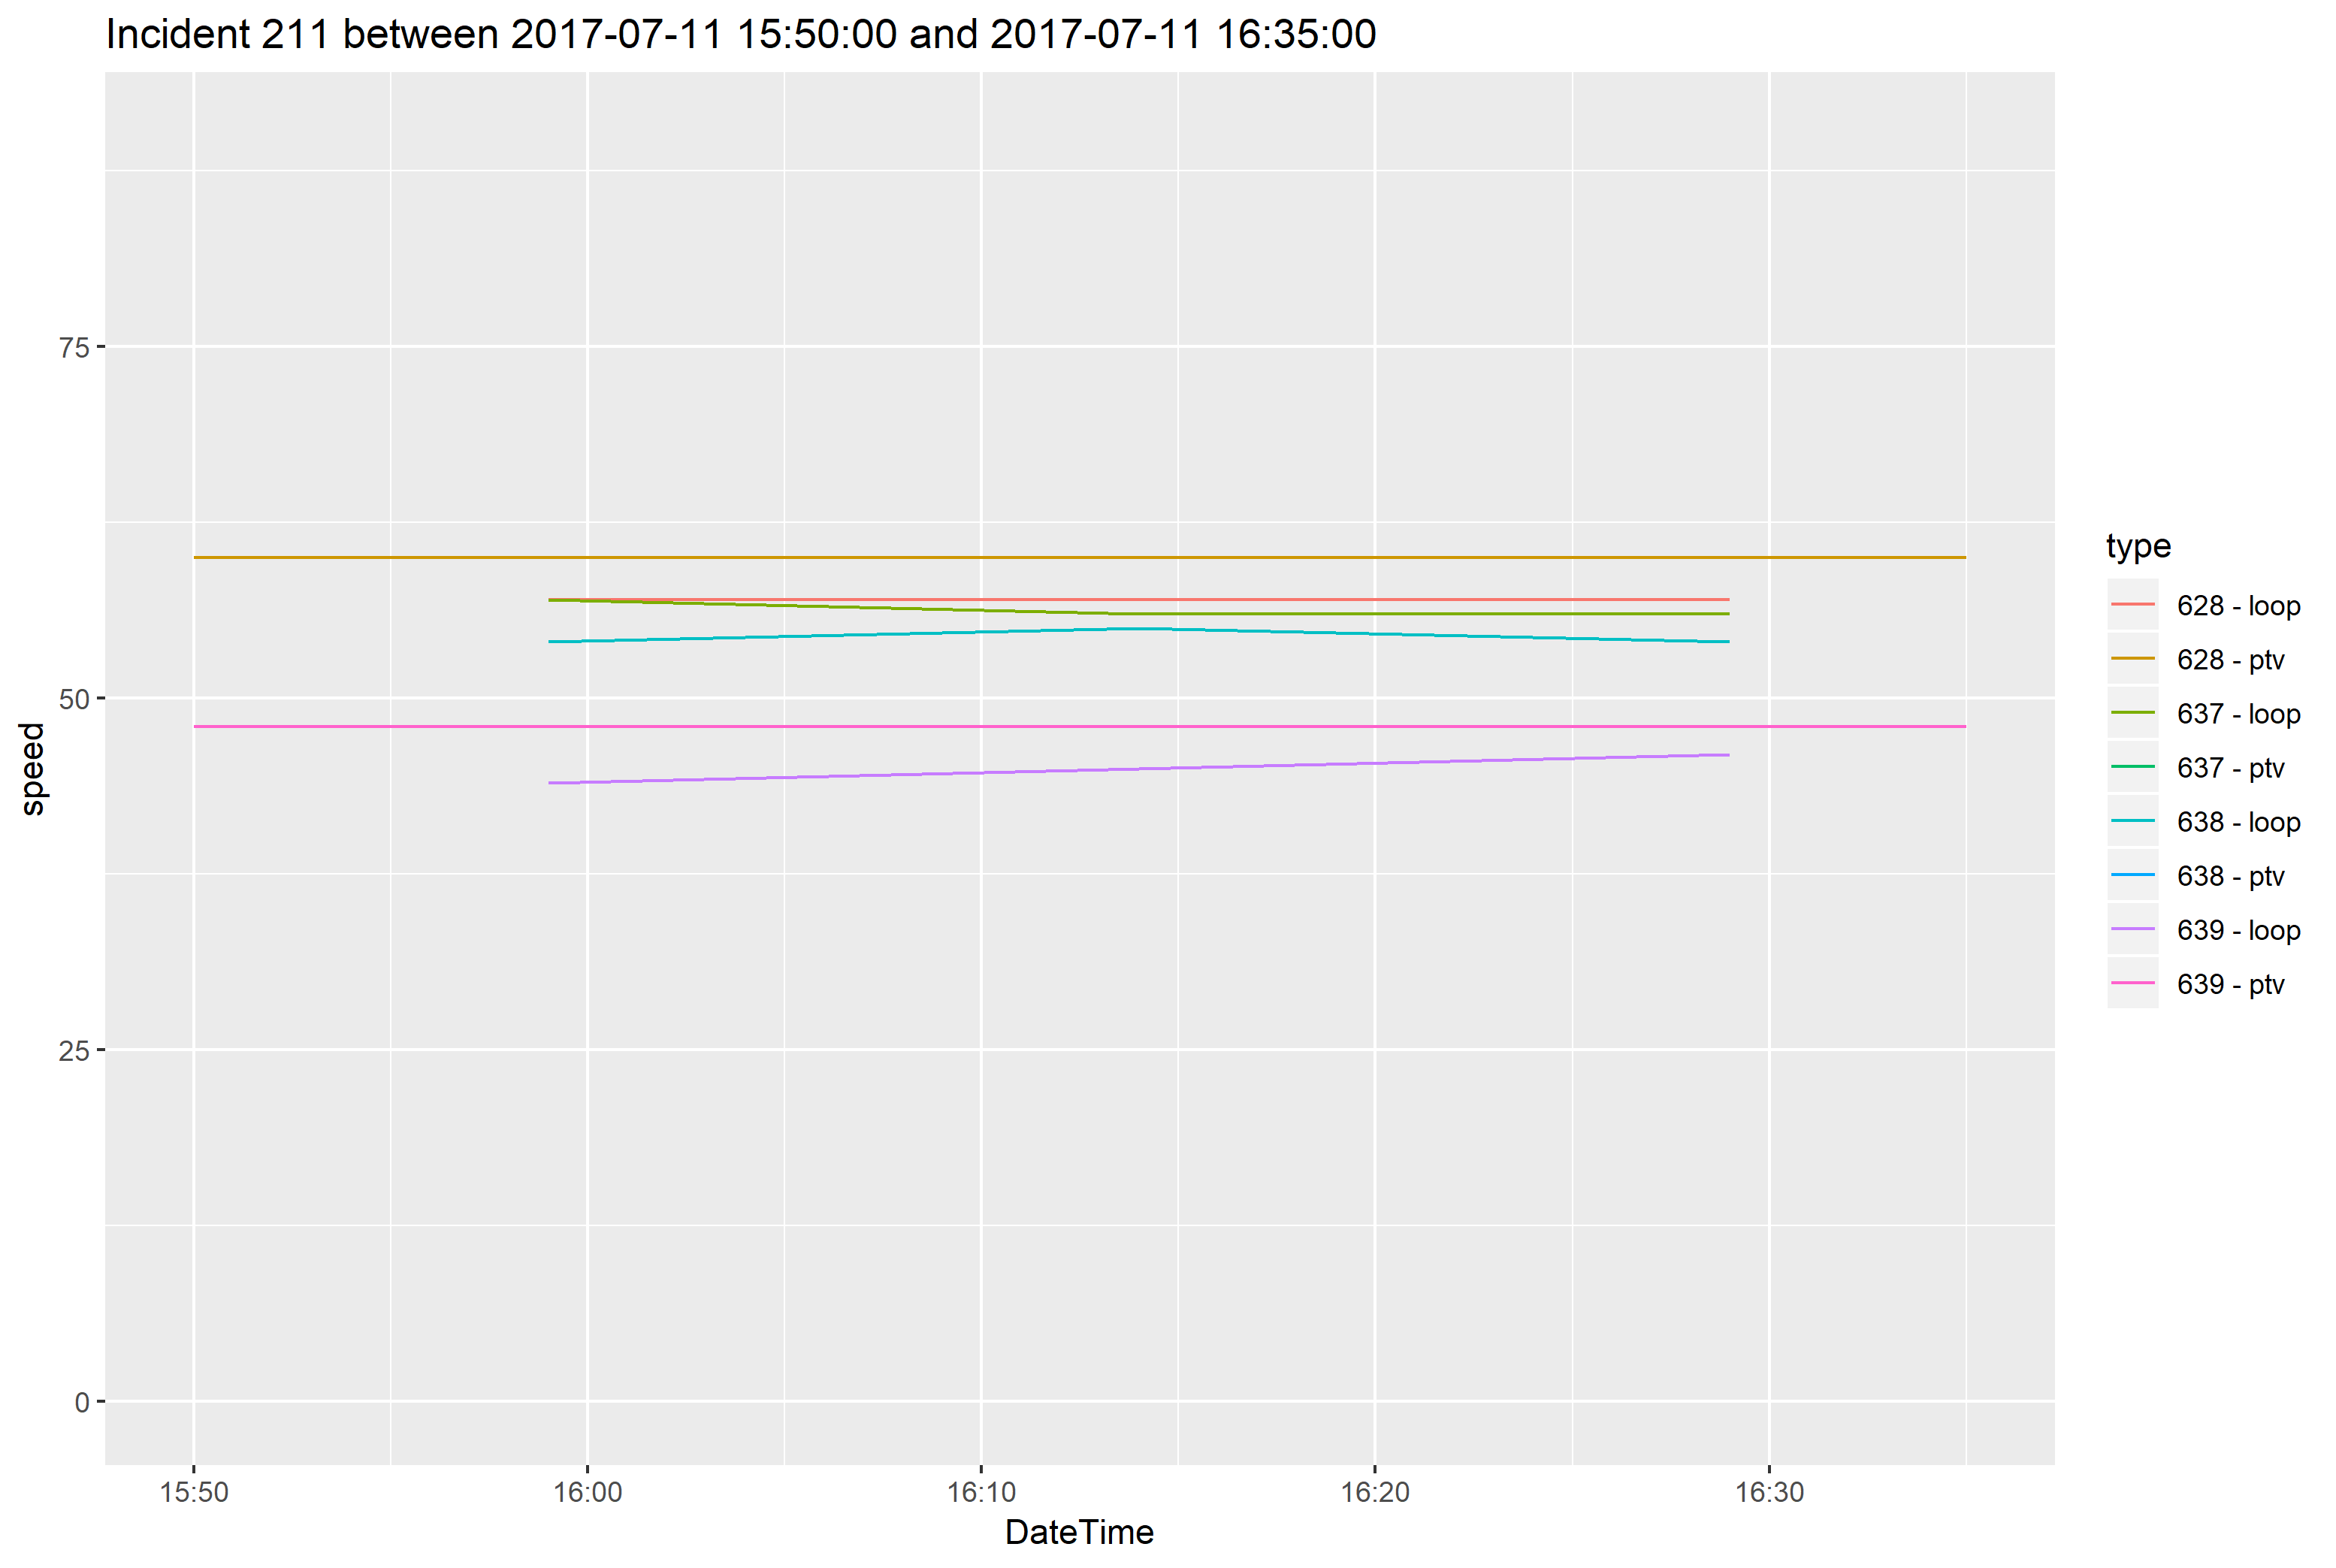 Incident 211 between 2017-07-11 15:50:00 and 2017-07-11 16:35:00
75
50
25
0
speed
15:50
16:00
16:10
16:20
16:30
DateTime
type
628 - loop
628 - ptv
637 - loop
637 - ptv
638 - loop
638 - ptv
639 - loop
639 - ptv